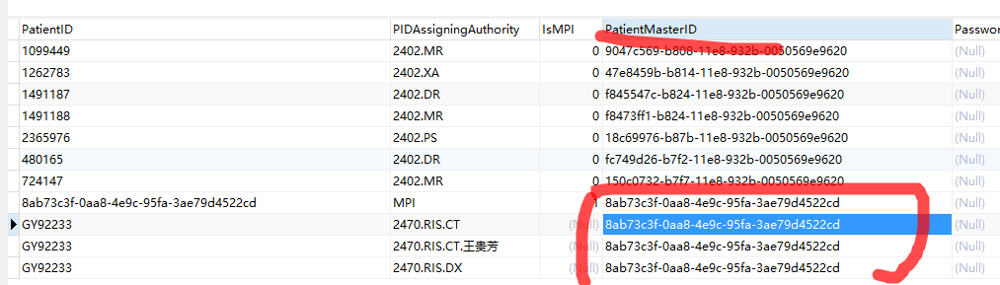 PatientID PIDAssigningAuthority IsMPI PatientMasterID Passwor
1099449 2402.MR 0 9047c569-b808-11e8-932b-0050569e9620 (Null)
1262783 2402.XA 0 47e8459b-b814-11e8-932b-0050569e9620 (Null)
1491187 2402.DR 0 f845547c-b824-11e8-932b-0050569e9620 (Null)
1491188 2402.MR 0 f8473ff1-b824-11e8-932b-0050569e9620 (Null)
2365976 2402.PS 0 18c69976-b87b-11e8-932b-0050569e9620 (Null)
480165 2402.DR 0 fc749d26-b7f2-11e8-932b-0050569e9620 (Null)
724147 2402.MR 0 150c0732-b7f7-11e8-932b-0050569e9620 (Null)
8ab73c3f-0aa8-4e9c-95fa-3ae79d4522cd MPI 1 8ab73c3f-0aa8-4e9c-95fa-3ae79d4522cd (Null)
GY92233 2470.RIS.CT (Null) 8ab73c3f-0aa8-4e9c-95fa-3ae79d4522cd (Null)
GY92233 2470.RIS.CT.王贵芳 (Null) 8ab73c3f-0aa8-4e9c-95fa-3ae79d4522cd (Null)
GY92233 2470.RIS.DX (Null) 8ab73c3f-0aa8-4e9c-95fa-3ae79d4522cd (Null)